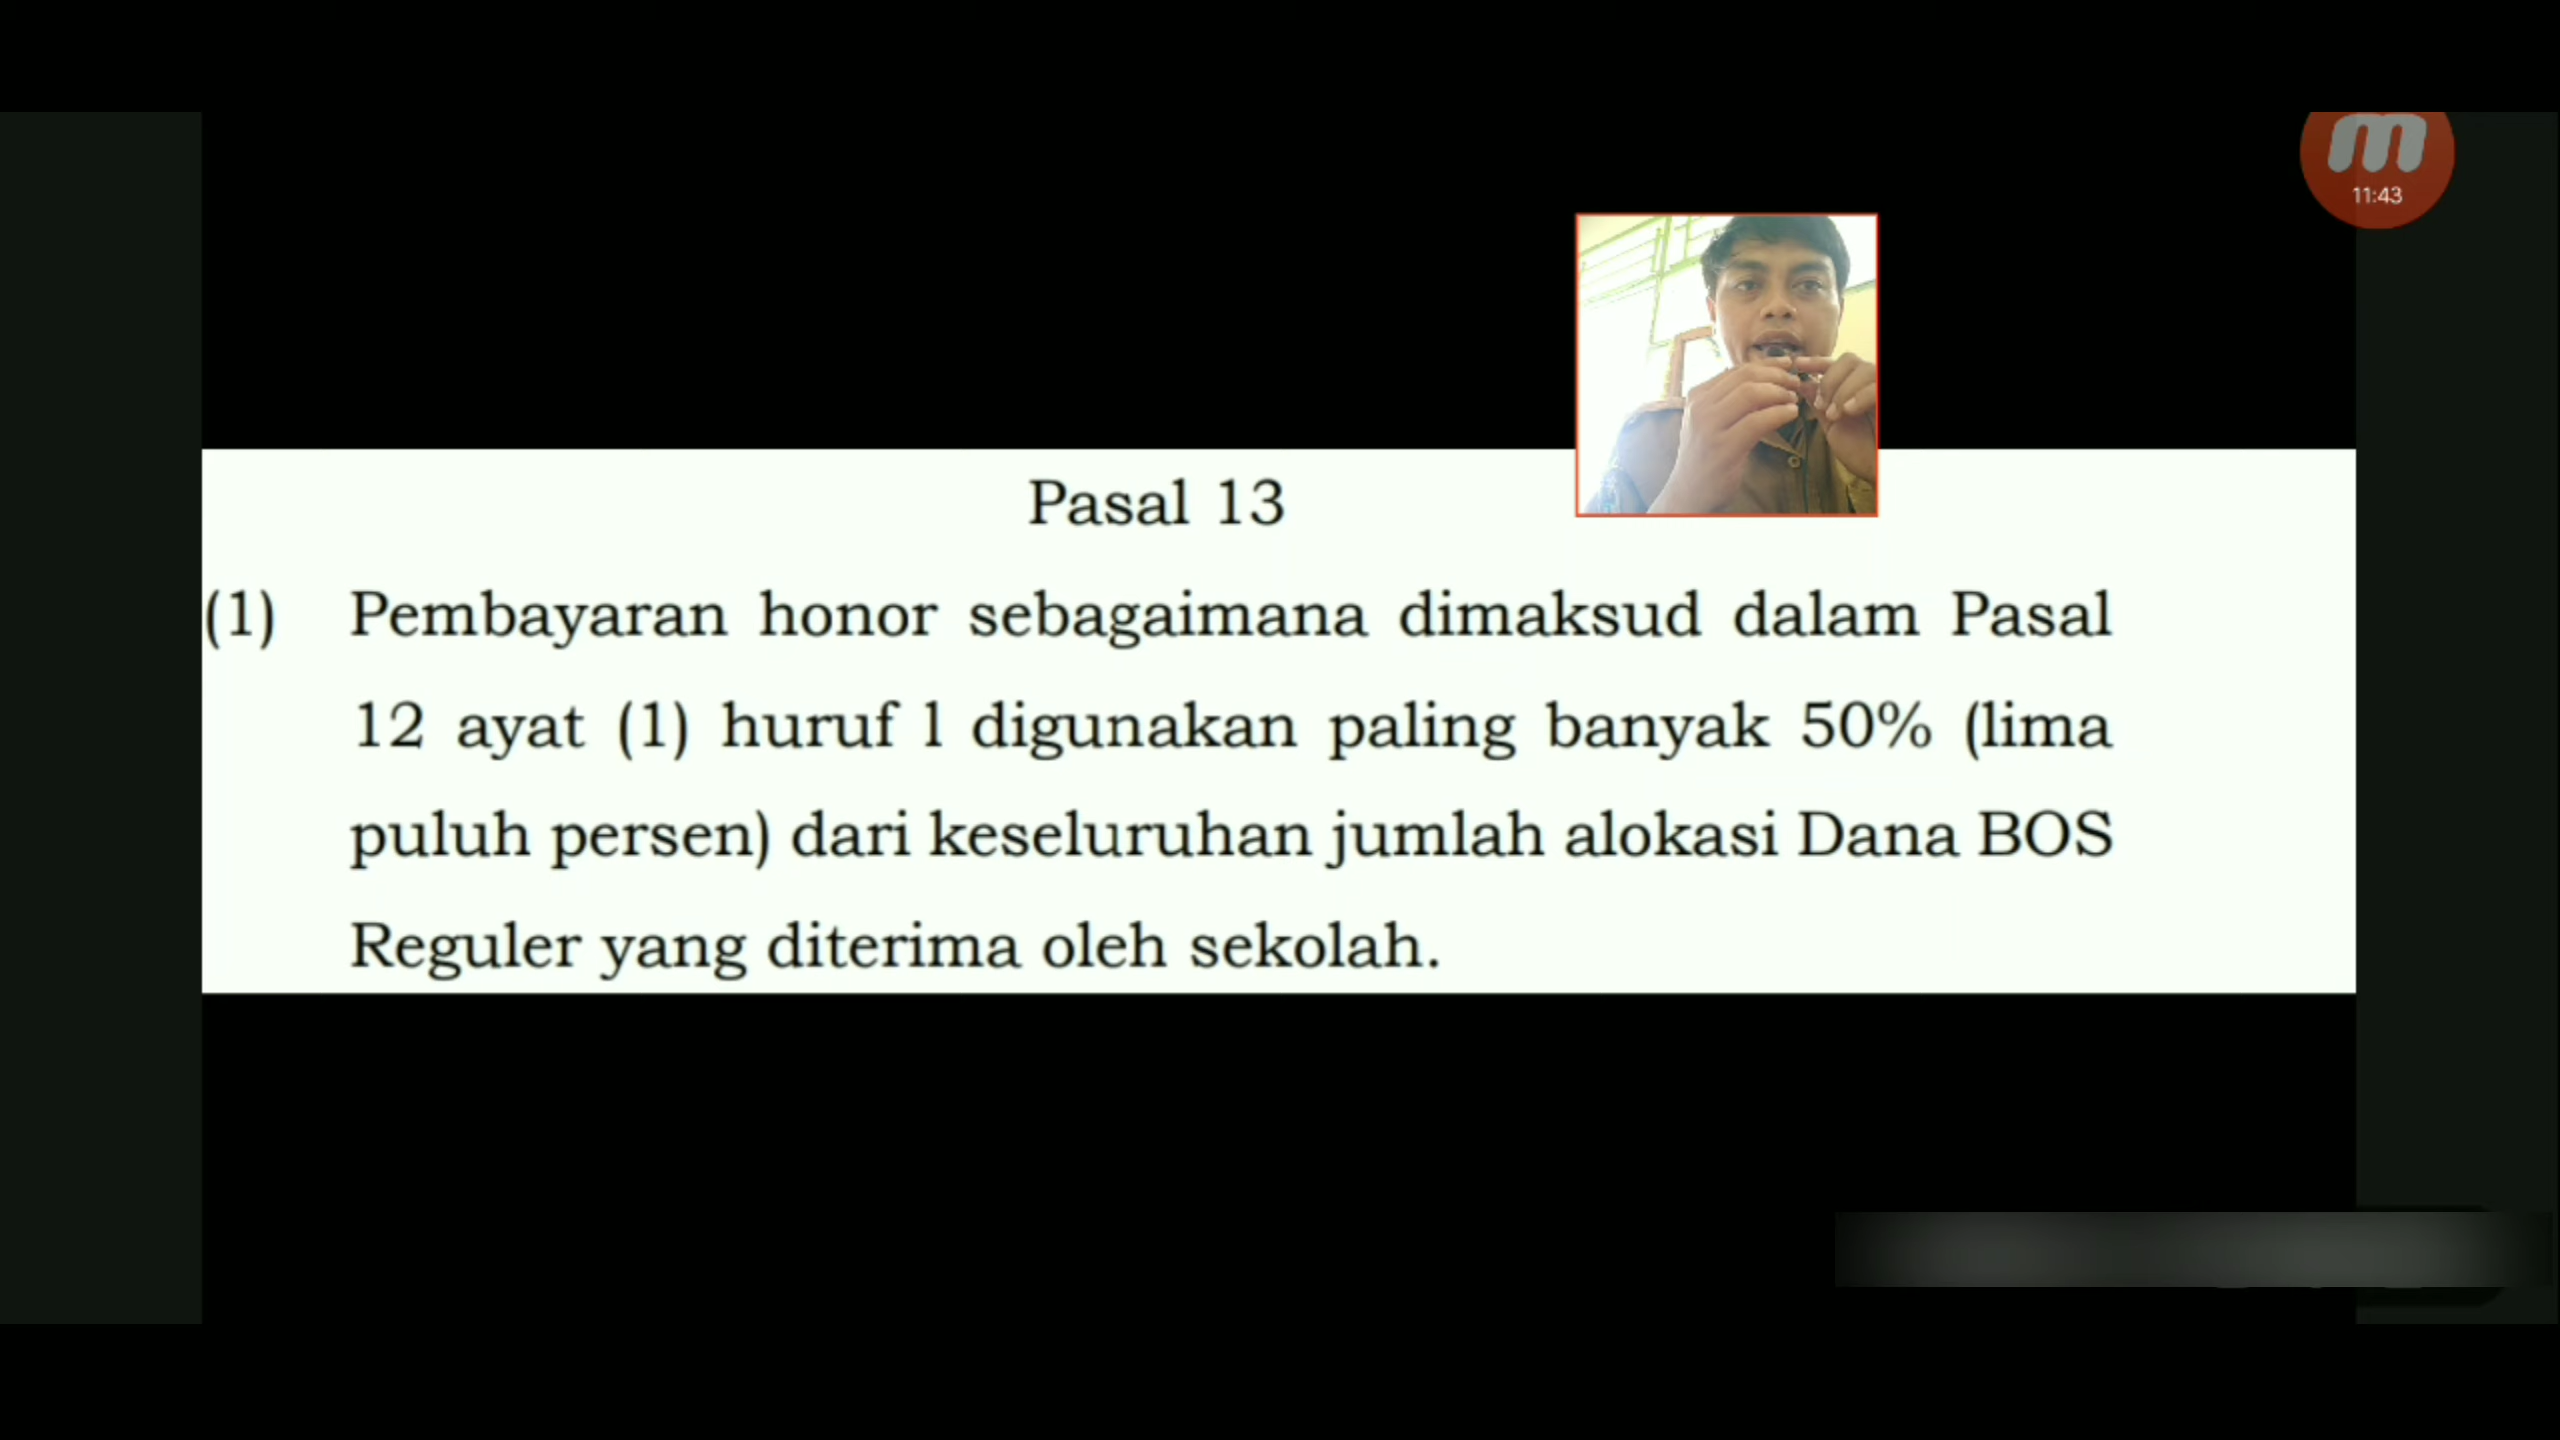 m
11:43
Pasal 13
(1) Pembayaran honor sebagaimana dimaksud dalam Pasal
12 ayat (1) huruf l digunakan paling banyak 50% (lima
puluh persen) dari keseluruhan jumlah alokasi Dana BOS
Reguler yang diterima oleh sekolah.